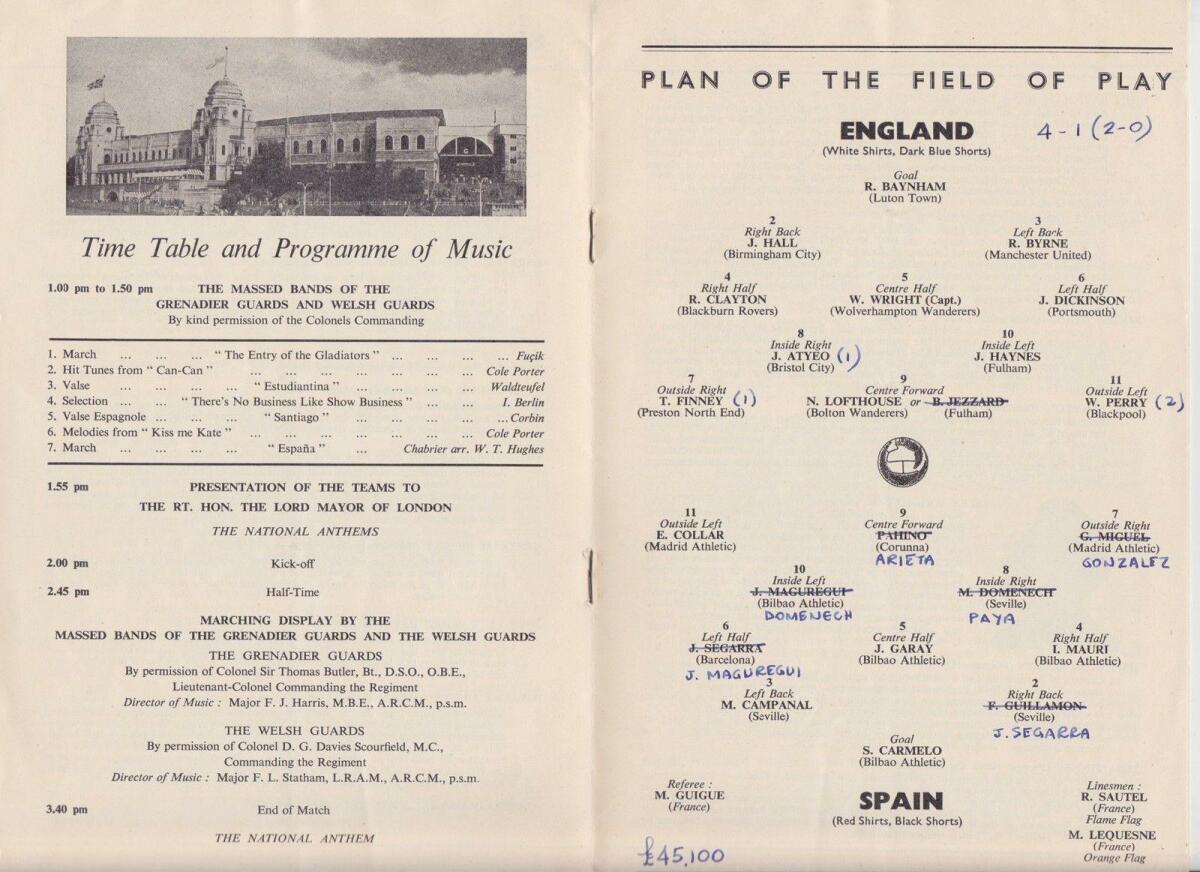 Time Table and Programme of Music
1.00 pm to 1.50 pm THE MASSED BANDS OF THE
GRENADIER GUARDS AND WELSH GUARDS
By kind permission of the Colonels Commanding
1. March ... ... ... “ The Entry of the Gladiators ” ... ... ... ... Fuçik
2. Hit Tunes from “ Can-Can ” ... ... ... ... ... ... ... Cole Porter
3. Valse ... ... ... ... “ Estudiantina ” ... ... ... ... Waldteufel
4. Selection ... ... “ There's No Business Like Show Business ” ... ... ... I. Berlin
5. Valse Espagnole ... ... ... “ Santiago ” ... ... ... ... ... Corbin
6. Melodies from “ Kiss me Kate ” ... ... ... ... ... ... Cole Porter
7. March ... ... ... ... “ España ” ... Chabrier arr. W. T. Hughes
1.55 pm PRESENTATION OF THE TEAMS TO
THE RT. HON. THE LORD MAYOR OF LONDON
THE NATIONAL ANTHEMS
2.00 pm Kick-off
2.45 pm Half-Time
MARCHING DISPLAY BY THE
MASSED BANDS OF THE GRENADIER GUARDS AND THE WELSH GUARDS
THE GRENADIER GUARDS
By permission of Colonel Sir Thomas Butler, Bt., D.S.O., O.B.E.,
Lieutenant-Colonel Commanding the Regiment
Director of Music : Major F. J. Harris, M.B.E., A.R.C.M., p.s.m.
THE WELSH GUARDS
By permission of Colonel D. G. Davies Scourfield, M.C.,
Commanding the Regiment
Director of Music : Major F. L. Statham, L.R.A.M., A.R.C.M., p.s.m.
3.40 pm End of Match
THE NATIONAL ANTHEM
PLAN OF THE FIELD OF PLAY
ENGLAND 4-1 (2-0)
(White Shirts, Dark Blue Shorts)
Goal
R. BAYNHAM
(Luton Town)
2 3
Right Back Left Back
J. HALL R. BYRNE
(Birmingham City) (Manchester United)
4 5 6
Right Half Centre Half Left Half
R. CLAYTON W. WRIGHT (Capt.) J. DICKINSON
(Blackburn Rovers) (Wolverhampton Wanderers) (Portsmouth)
8 10
Inside Right Inside Left
J. ATYEO (1) J. HAYNES
(Bristol City) (Fulham)
7 9 11
Outside Right Centre Forward Outside Left
T. FINNEY (1) N. LOFTHOUSE or B. JEZZARD W. PERRY (2)
(Preston North End) (Bolton Wanderers) (Fulham) (Blackpool)
11 9 7
Outside Left Centre Forward Outside Right
E. COLLAR PAHINO G. MIGUEL
(Madrid Athletic) (Corunna) (Madrid Athletic)
ARIETA GONZALEZ
10 8
Inside Left Inside Right
J. MAGUREGUI M. DOMENECH
(Bilbao Athletic) (Seville)
DOMENECH PAYA
6 5 4
Left Half Centre Half Right Half
J. SEGARRA J. GARAY I. MAURI
(Barcelona) (Bilbao Athletic) (Bilbao Athletic)
J. MAGUREGUI
3 2
Left Back Right Back
M. CAMPANAL F. GUILLAMON
(Seville) (Seville)
J. SEGARRA
Goal
S. CARMELO
(Bilbao Athletic)
Referee : Linesmen :
M. GUIGUE SPAIN R. SAUTEL
(France) (Red Shirts, Black Shorts) (France)
Flame Flag
M. LEQUESNE
(France)
Orange Flag
£45,100